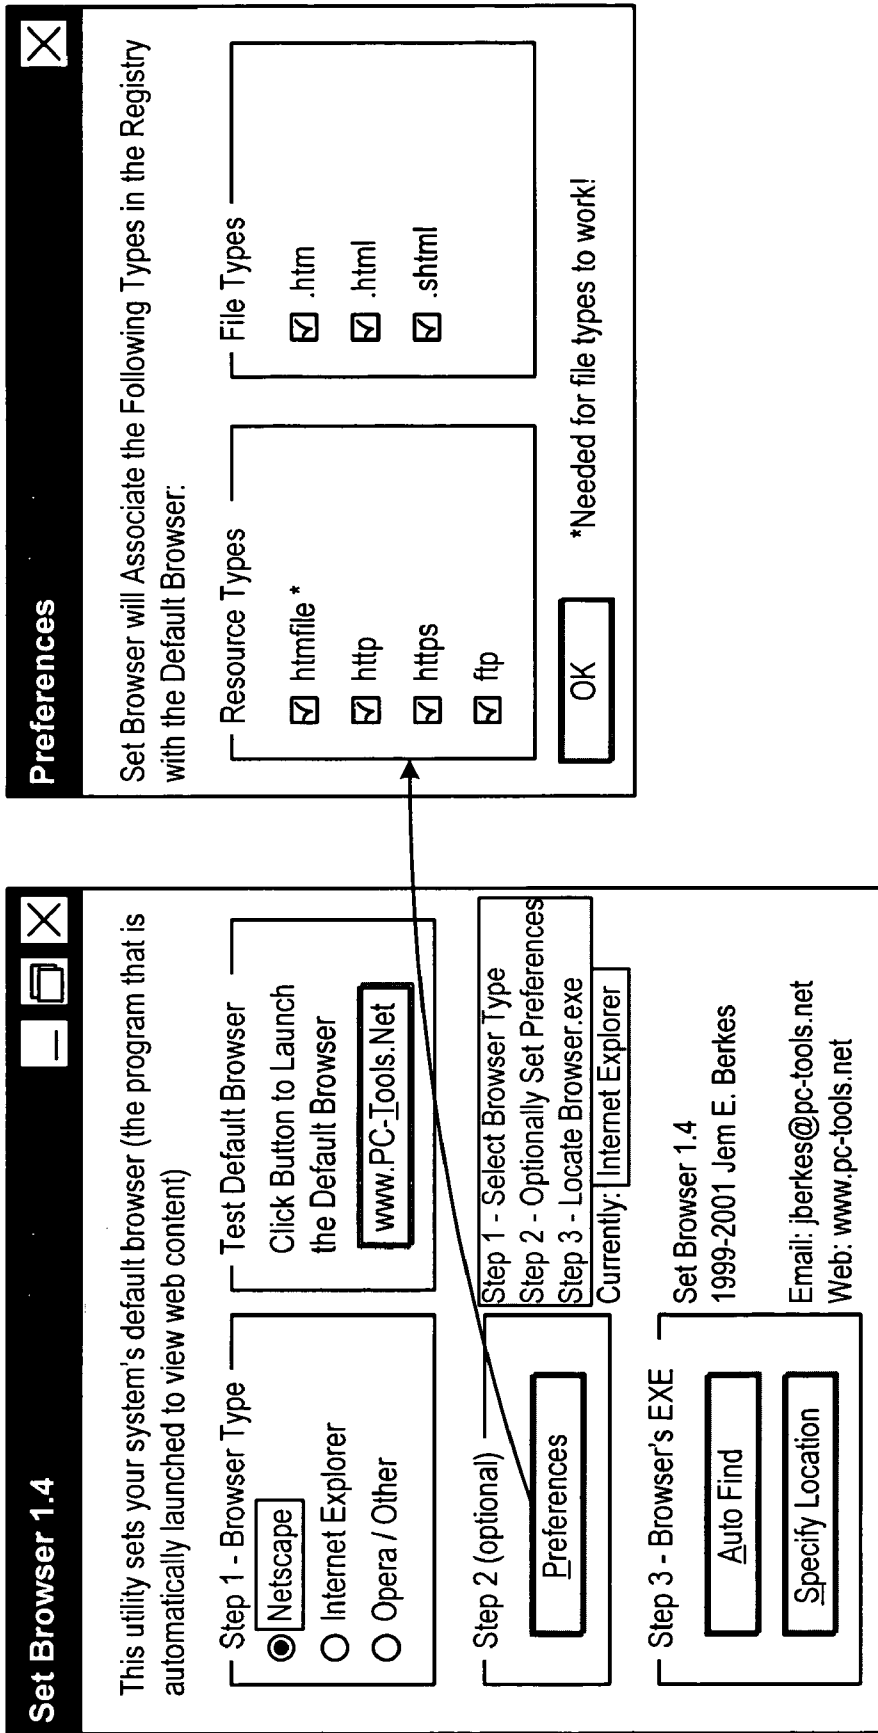 Set Browser 1.4
This utility sets your system's default browser (the program that is
automatically launched to view web content)
Step 1 - Browser Type
Netscape
Internet Explorer
Opera / Other
Test Default Browser
Click Button to Launch
the Default Browser
www.PC-Tools.Net
Step 2 (optional)
Preferences
Step 1 - Select Browser Type
Step 2 - Optionally Set Preferences
Step 3 - Locate Browser.exe
Currently: Internet Explorer
Step 3 - Browser's EXE
Auto Find
Specify Location
Set Browser 1.4
1999-2001 Jem E. Berkes
Email: jberkes@pc-tools.net
Web: www.pc-tools.net
Preferences
Set Browser will Associate the Following Types in the Registry
with the Default Browser:
Resource Types
htmfile*
http
https
ftp
File Types
.htm
.html
.shtml
OK
*Needed for file types to work!